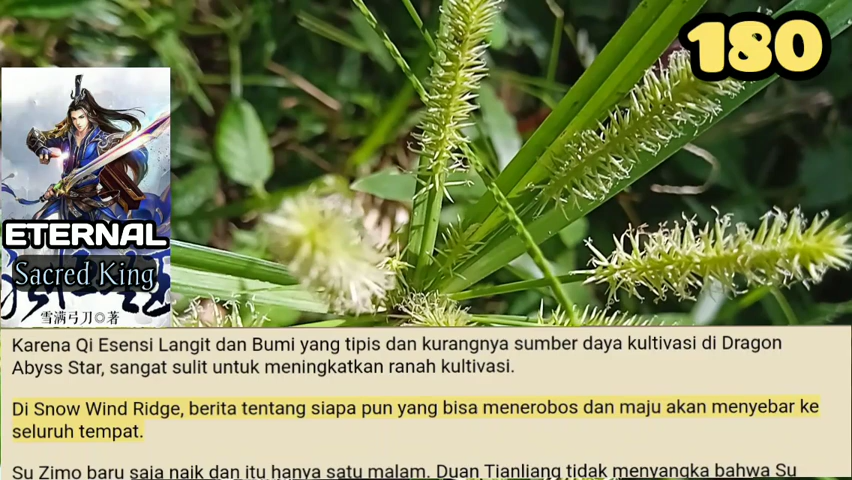 180
ETERNAL
Sacred King
雪满弓刀◎著
Karena Qi Esensi Langit dan Bumi yang tipis dan kurangnya sumber daya kultivasi di Dragon
Abyss Star, sangat sulit untuk meningkatkan ranah kultivasi.
Di Snow Wind Ridge, berita tentang siapa pun yang bisa menerobos dan maju akan menyebar ke
seluruh tempat.
Su Zimo baru saja naik dan itu hanya satu malam. Duan Tianliang tidak menyangka bahwa Su